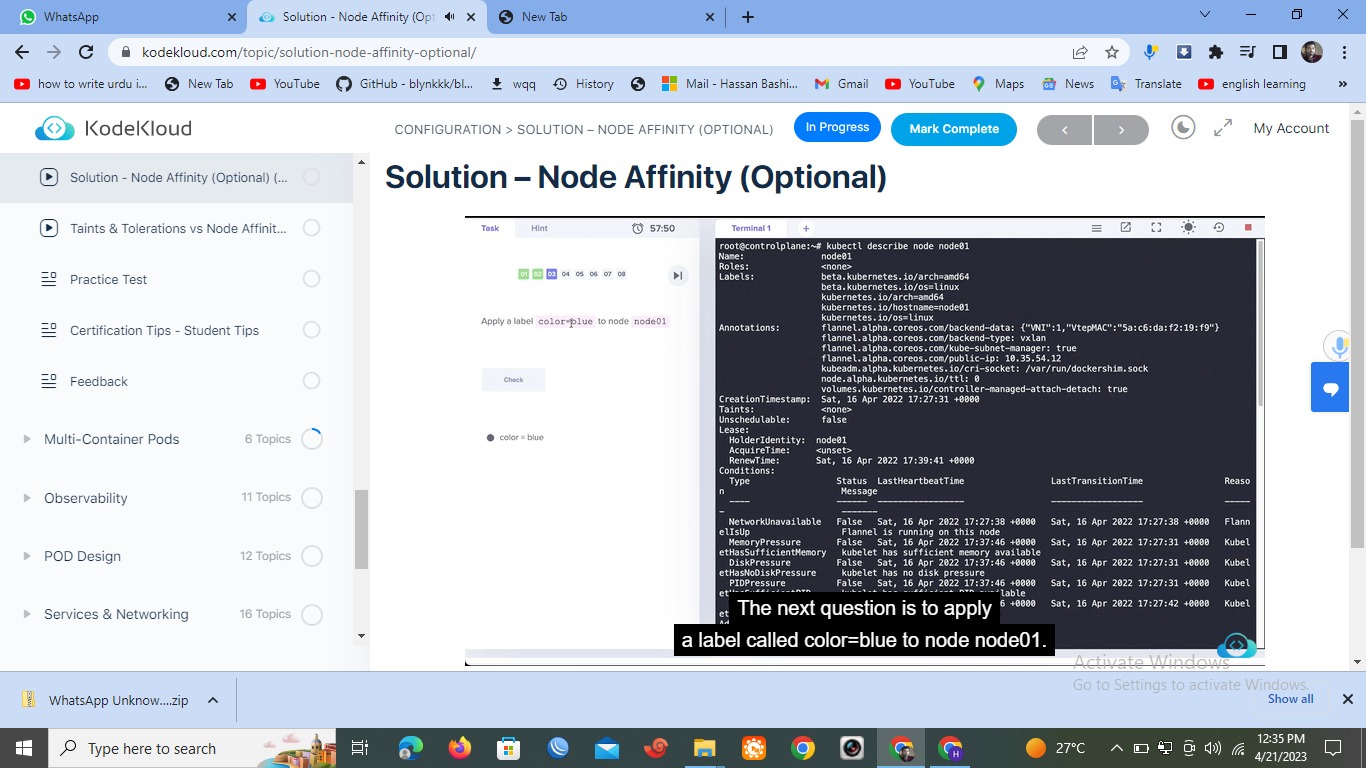 WhatsApp
Solution - Node Affinity (Opt
New Tab
kodekloud.com/topic/solution-node-affinity-optional/
how to write urdu i...
New Tab
YouTube
GitHub - blynkkk/bl...
wqq
History
Mail - Hassan Bashi...
Gmail
YouTube
Maps
News
Translate
english learning
»
KodeKloud
CONFIGURATION > SOLUTION – NODE AFFINITY (OPTIONAL)
In Progress
Mark Complete
My Account
Solution - Node Affinity (Optional) (...
Taints & Tolerations vs Node Affinit...
Practice Test
Certification Tips - Student Tips
Feedback
Multi-Container Pods 6 Topics
Observability 11 Topics
POD Design 12 Topics
Services & Networking 16 Topics
Solution – Node Affinity (Optional)
Task Hint 57:50
01 02 03 04 05 06 07 08
Apply a label color=blue to node node01
Check
color = blue
Terminal 1 +
root@controlplane:~# kubectl describe node node01
Name: node01
Roles: <none>
Labels: beta.kubernetes.io/arch=amd64
beta.kubernetes.io/os=linux
kubernetes.io/arch=amd64
kubernetes.io/hostname=node01
kubernetes.io/os=linux
Annotations: flannel.alpha.coreos.com/backend-data: {"VNI":1,"VtepMAC":"5a:c6:da:f2:19:f9"}
flannel.alpha.coreos.com/backend-type: vxlan
flannel.alpha.coreos.com/kube-subnet-manager: true
flannel.alpha.coreos.com/public-ip: 10.35.54.12
kubeadm.alpha.kubernetes.io/cri-socket: /var/run/dockershim.sock
node.alpha.kubernetes.io/ttl: 0
volumes.kubernetes.io/controller-managed-attach-detach: true
CreationTimestamp: Sat, 16 Apr 2022 17:27:31 +0000
Taints: <none>
Unschedulable: false
Lease:
HolderIdentity: node01
AcquireTime: <unset>
RenewTime: Sat, 16 Apr 2022 17:39:41 +0000
Conditions:
Type Status LastHeartbeatTime LastTransitionTime Reaso
n Message
---- ------ ----------------- ------------------ -----
- -------
NetworkUnavailable False Sat, 16 Apr 2022 17:27:38 +0000 Sat, 16 Apr 2022 17:27:38 +0000 Flann
elIsUp Flannel is running on this node
MemoryPressure False Sat, 16 Apr 2022 17:37:46 +0000 Sat, 16 Apr 2022 17:27:31 +0000 Kubel
etHasSufficientMemory kubelet has sufficient memory available
DiskPressure False Sat, 16 Apr 2022 17:37:46 +0000 Sat, 16 Apr 2022 17:27:31 +0000 Kubel
etHasNoDiskPressure kubelet has no disk pressure
PIDPressure False Sat, 16 Apr 2022 17:37:46 +0000 Sat, 16 Apr 2022 17:27:31 +0000 Kubel
6 +0000 Sat, 16 Apr 2022 17:27:42 +0000 Kubel
The next question is to apply
a label called color=blue to node node01.
Activate Windows
Go to Settings to activate Windows.
WhatsApp Unknow....zip
Show all
Type here to search
27°C
12:35 PM
4/21/2023